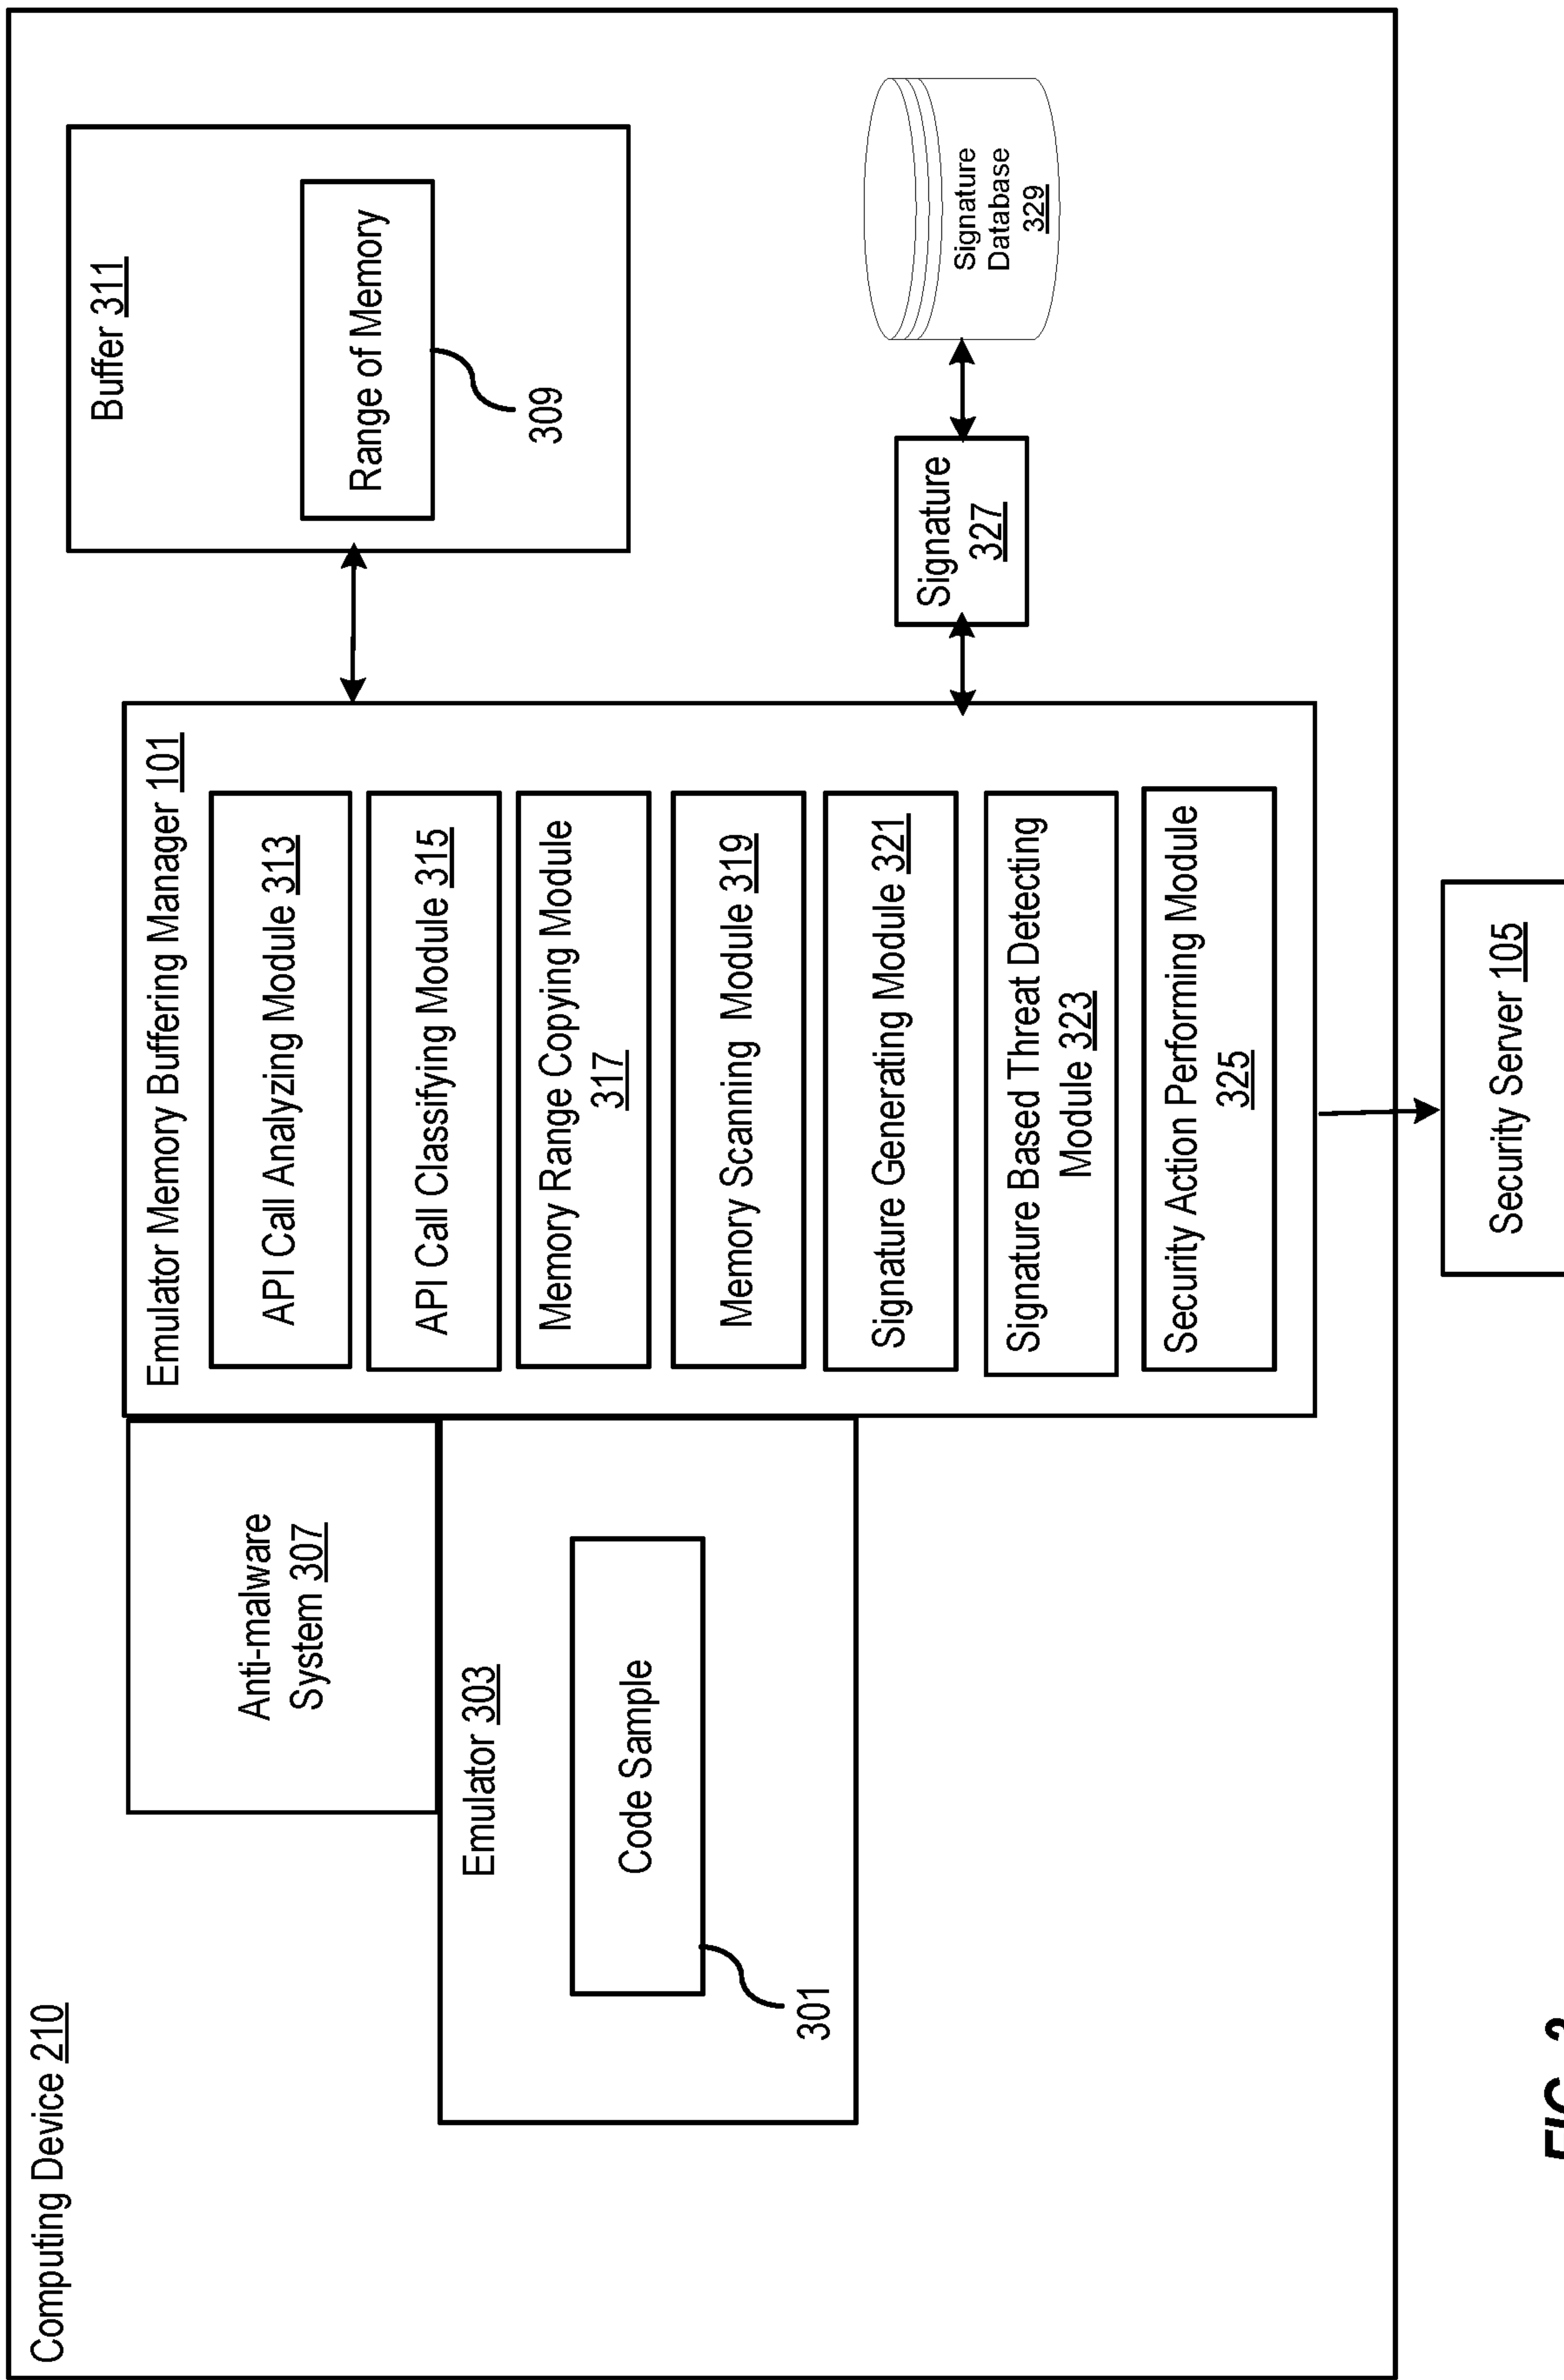 Computing Device 210
Anti-malware
System 307
Emulator 303
Code Sample
301
Emulator Memory Buffering Manager 101
API Call Analyzing Module 313
API Call Classifying Module 315
Memory Range Copying Module
317
Memory Scanning Module 319
Signature Generating Module 321
Signature Based Threat Detecting
Module 323
Security Action Performing Module
325
Buffer 311
Range of Memory
309
Signature
327
Signature
Database
329
Security Server 105
FIG.